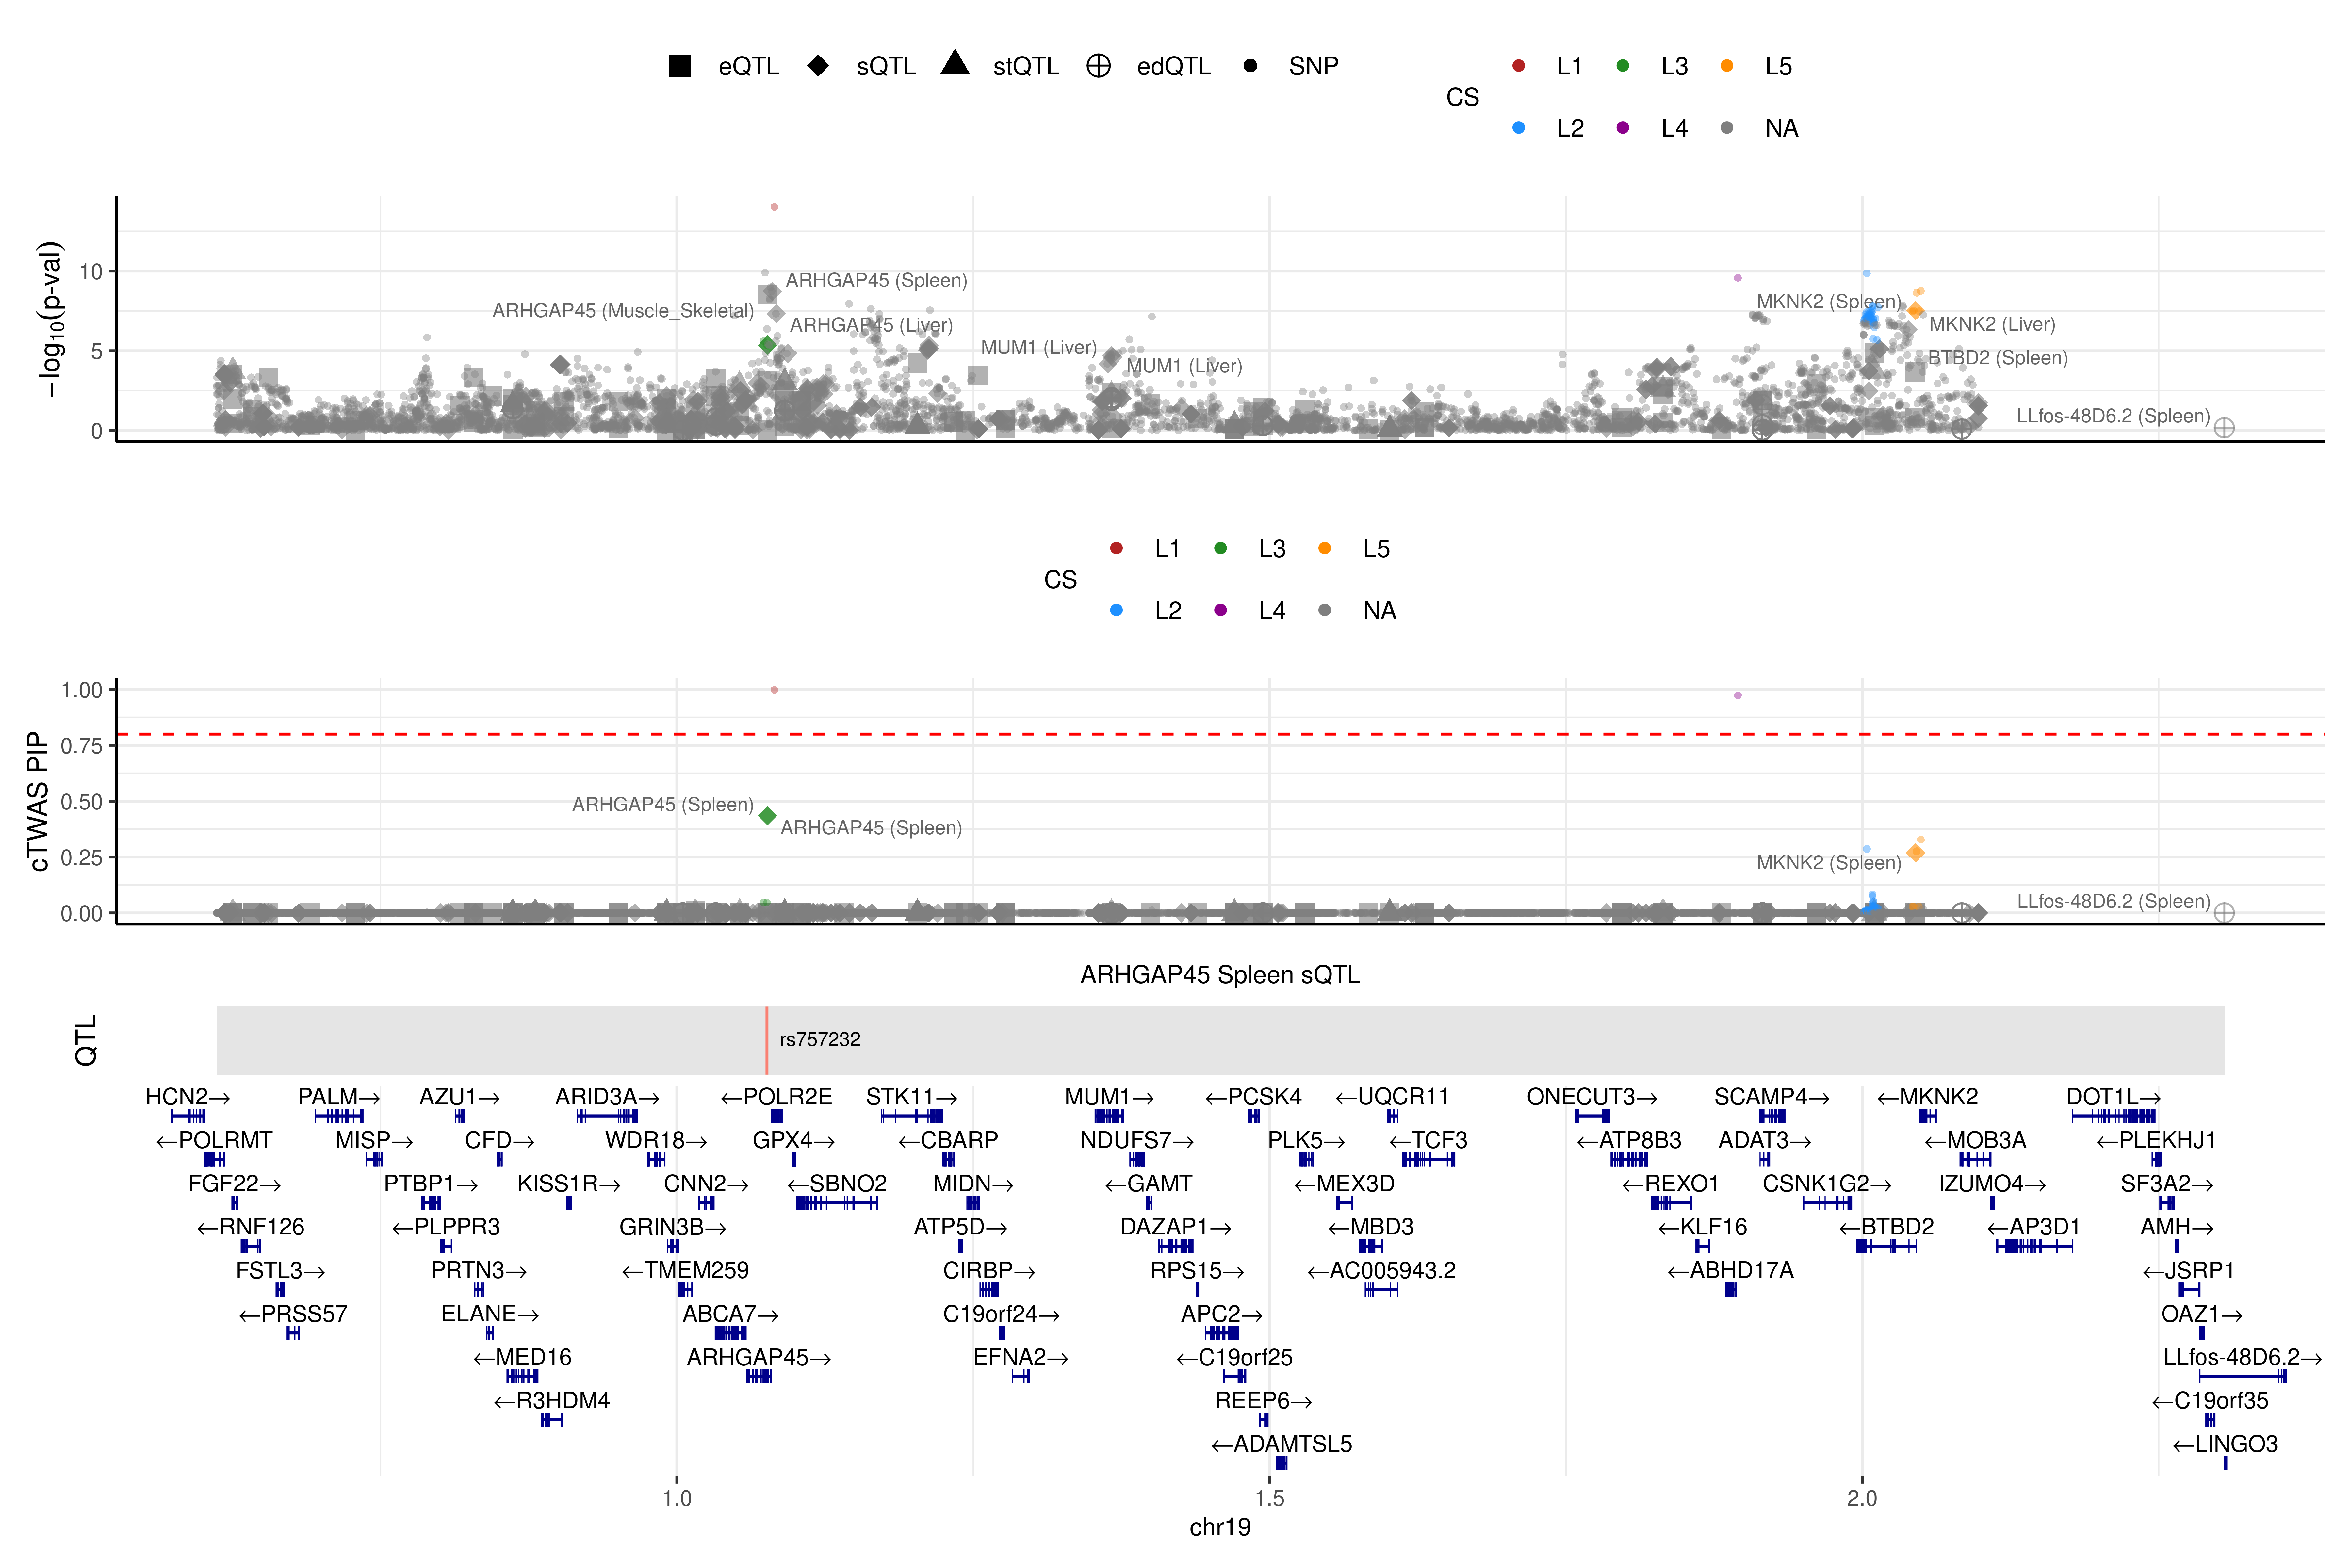 eQTL sQTL stQTL edQTL SNP
CS
L1 L3 L5
L2 L4 NA
−log10(p-val)
10
5
0
ARHGAP45 (Spleen)
ARHGAP45 (Muscle_Skeletal)
ARHGAP45 (Liver)
MUM1 (Liver)
MUM1 (Liver)
MKNK2 (Spleen)
MKNK2 (Liver)
BTBD2 (Spleen)
LLfos-48D6.2 (Spleen)
CS
L1 L3 L5
L2 L4 NA
cTWAS PIP
1.00
0.75
0.50
0.25
0.00
ARHGAP45 (Spleen)
ARHGAP45 (Spleen)
MKNK2 (Spleen)
LLfos-48D6.2 (Spleen)
ARHGAP45 Spleen sQTL
QTL
rs757232
HCN2→ PALM→ AZU1→ ARID3A→ ←POLR2E STK11→ MUM1→ ←PCSK4 ←UQCR11 ONECUT3→ SCAMP4→ ←MKNK2 DOT1L→
←POLRMT MISP→ CFD→ WDR18→ GPX4→ ←CBARP NDUFS7→ PLK5→ ←TCF3 ←ATP8B3 ADAT3→ ←MOB3A ←PLEKHJ1
FGF22→ PTBP1→ KISS1R→ CNN2→ ←SBNO2 MIDN→ ←GAMT ←MEX3D ←REXO1 CSNK1G2→ IZUMO4→ SF3A2→
←RNF126 ←PLPPR3 GRIN3B→ ATP5D→ DAZAP1→ ←MBD3 ←KLF16 ←BTBD2 ←AP3D1 AMH→
FSTL3→ PRTN3→ ←TMEM259 CIRBP→ RPS15→ ←AC005943.2 ←ABHD17A ←JSRP1
←PRSS57 ELANE→ ABCA7→ C19orf24→ APC2→ OAZ1→
←MED16 ARHGAP45→ EFNA2→ ←C19orf25 LLfos-48D6.2→
←R3HDM4 REEP6→ ←C19orf35
←ADAMTSL5 ←LINGO3
1.0 1.5 2.0
chr19